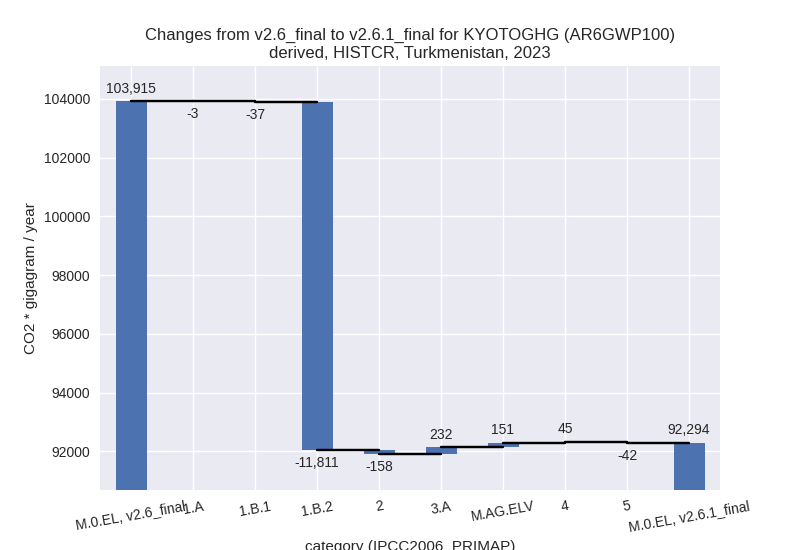 Changes from v2.6_final to v2.6.1_final for KYOTOGHG (AR6GWP100)
derived, HISTCR, Turkmenistan, 2023
CO2 * gigagram / year
104000
102000
100000
98000
96000
94000
92000
103,915
-3
-37
-11,811
-158
232
151
45
-42
92,294
M.0.EL, v2.6_final
1.A
1.B.1
1.B.2
2
3.A
M.AG.ELV
4
5
M.0.EL, v2.6.1_final
category (IPCC2006_PRIMAP)